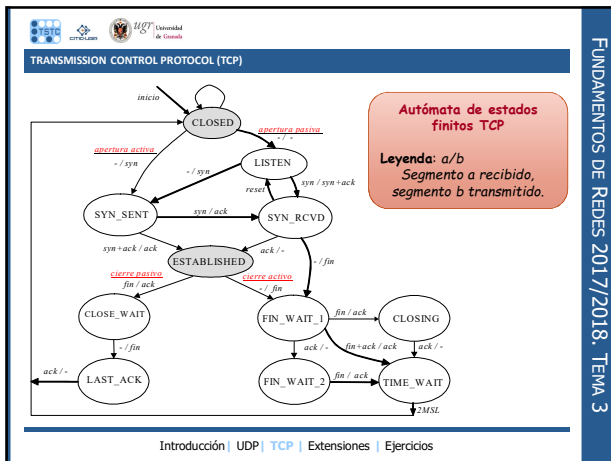 TSTC
CITIC-UGR
ugr
Universidad
de Granada
TRANSMISSION CONTROL PROTOCOL (TCP)
inicio
CLOSED
apertura pasiva
- / -
apertura activa
- / syn
LISTEN
- / syn
reset
syn / syn+ack
SYN_SENT
syn / ack
SYN_RCVD
syn+ack / ack
ack / -
- / fin
ESTABLISHED
cierre pasivo
fin / ack
cierre activo
- / fin
CLOSE_WAIT
FIN_WAIT_1
fin / ack
CLOSING
- / fin
ack / -
fin+ack / ack
ack / -
ack / -
LAST_ACK
FIN_WAIT_2
fin / ack
TIME_WAIT
2MSL
Autómata de estados
finitos TCP
Leyenda: a/b
Segmento a recibido,
segmento b transmitido.
Introducción | UDP | TCP | Extensiones | Ejercicios
FUNDAMENTOS DE REDES 2017/2018. TEMA 3